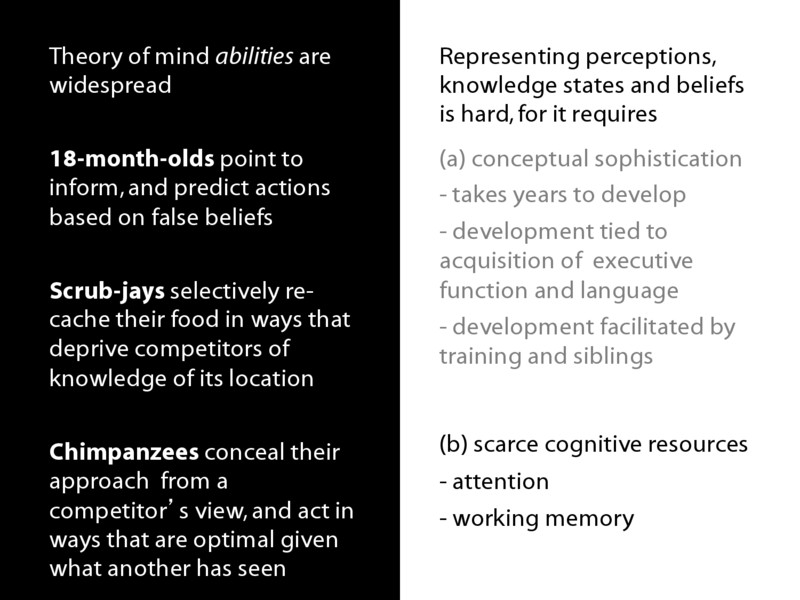 Theory of mind abilities are
widespread
18-month-olds point to
inform, and predict actions
based on false beliefs
Scrub-jays selectively re-
cache their food in ways that
deprive competitors of
knowledge of its location
Chimpanzees conceal their
approach from a
competitor’s view, and act in
ways that are optimal given
what another has seen
Representing perceptions,
knowledge states and beliefs
is hard, for it requires
(a) conceptual sophistication
- takes years to develop
- development tied to
acquisition of executive
function and language
- development facilitated by
training and siblings
(b) scarce cognitive resources
- attention
- working memory